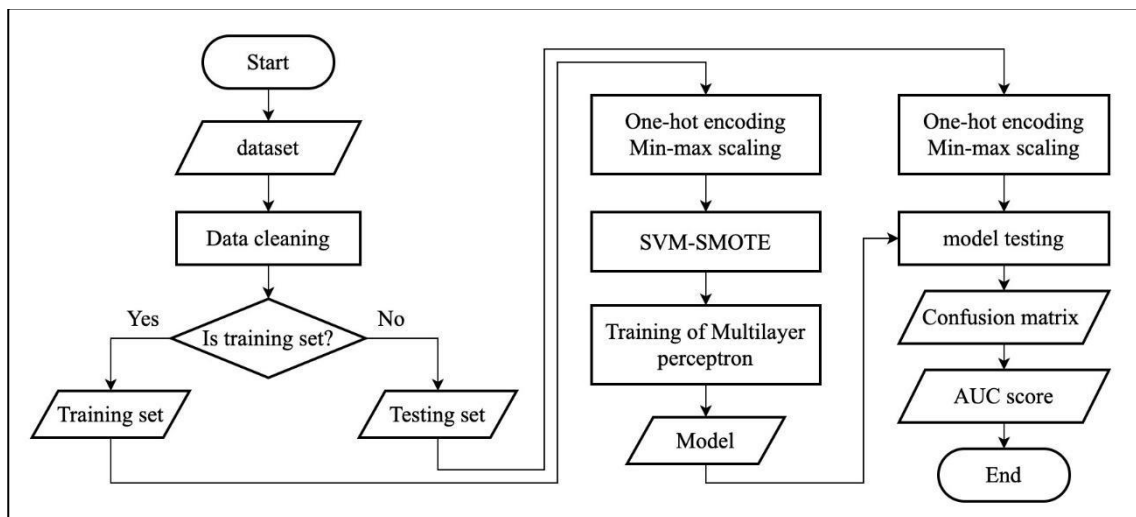 Start
dataset
Data cleaning
Is training set?
Yes
No
Training set
Testing set
One-hot encoding
Min-max scaling
SVM-SMOTE
Training of Multilayer
perceptron
Model
One-hot encoding
Min-max scaling
model testing
Confusion matrix
AUC score
End